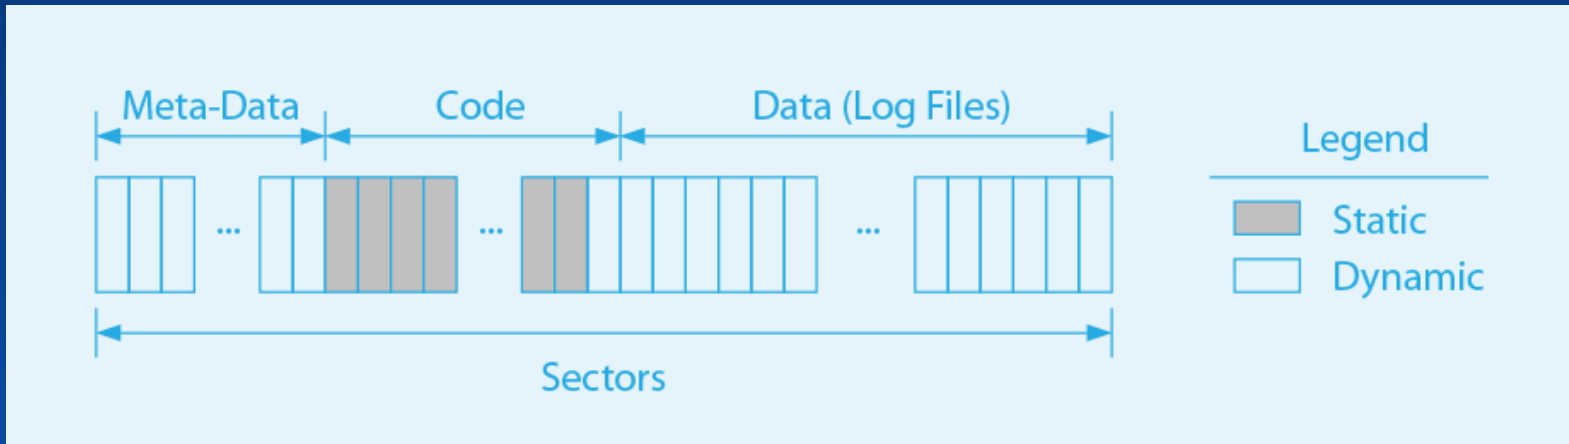 Meta-Data
Code
Data (Log Files)
...
...
...
Sectors
Legend
Static
Dynamic